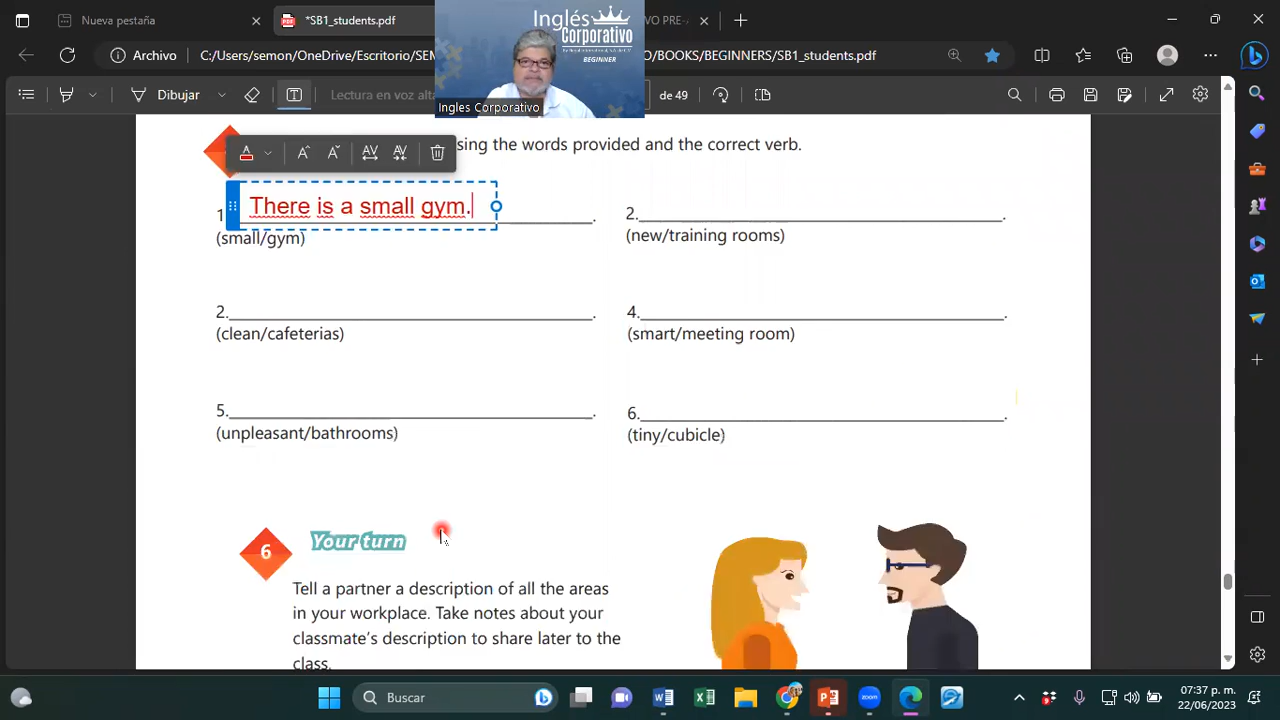 Nueva pestaña
*SB1_students.pdf
Inglés
Corporativo
BEGINNER
Ingles Corporativo
Archivo
C:/Users/semon/OneDrive/Escritorio/SEM
O/BOOKS/BEGINNERS/SB1_students.pdf
Dibujar
Lectura en voz alta
de 49
sing the words provided and the correct verb.
1 There is a small gym. .
(small/gym)
2. .
(new/training rooms)
2. .
(clean/cafeterias)
4. .
(smart/meeting room)
5. .
(unpleasant/bathrooms)
6. .
(tiny/cubicle)
6
Your turn
Tell a partner a description of all the areas
in your workplace. Take notes about your
classmate's description to share later to the
class.
Buscar
07:37 p. m.
22/06/2023